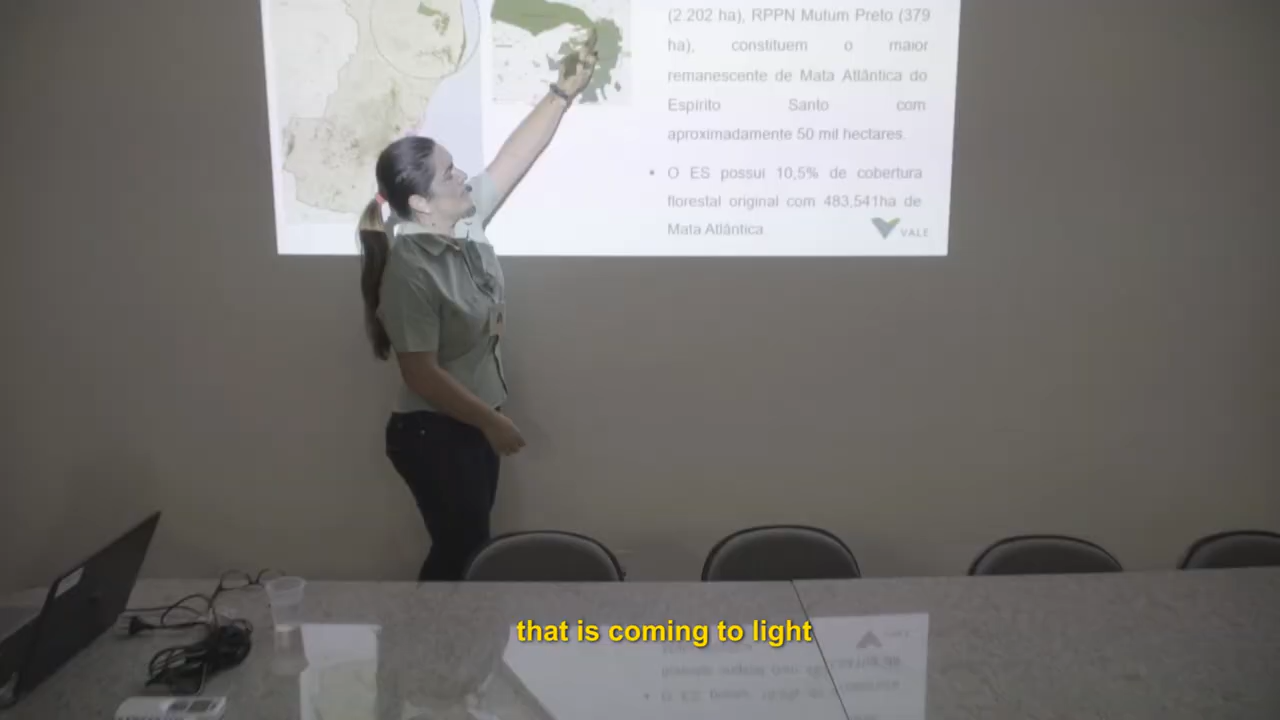 (2.202 ha), RPPN Mutum Preto (379
ha), constituem o maior
remanescente de Mata Atlântica do
Espírito Santo com
aproximadamente 50 mil hectares.
• O ES possui 10,5% de cobertura
florestal original com 483,541ha de
Mata Atlântica.
VALE
that is coming to light